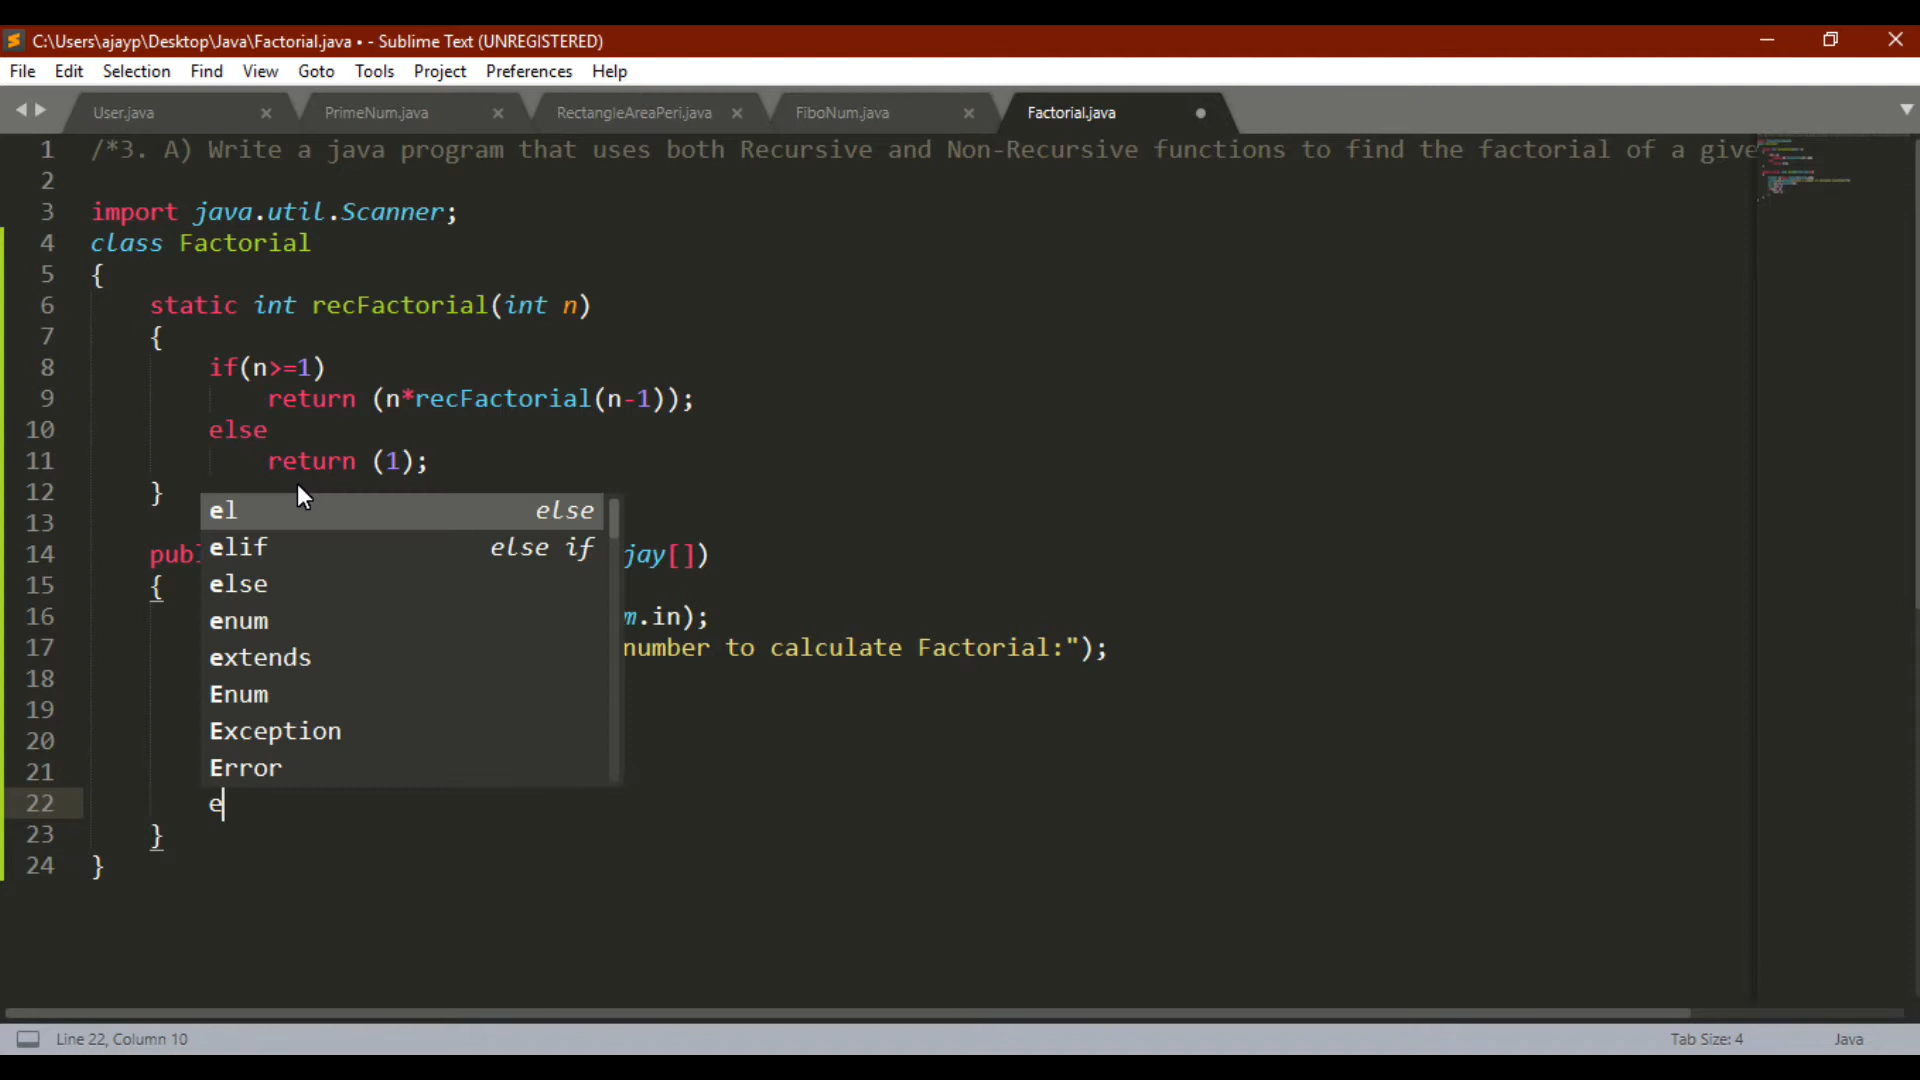 C:\Users\ajayp\Desktop\Java\Factorial.java • - Sublime Text (UNREGISTERED)
File Edit Selection Find View Goto Tools Project Preferences Help
User.java × PrimeNum.java × RectangleAreaPeri.java × FiboNum.java × Factorial.java
1 /*3. A) Write a java program that uses both Recursive and Non-Recursive functions to find the factorial of a give
2
3 import java.util.Scanner;
4 class Factorial
5 {
6 static int recFactorial(int n)
7 {
8 if(n>=1)
9 return (n*recFactorial(n-1));
10 else
11 return (1);
12 }
el else
13
elif else if
14 publ jay[])
else
15 {
enum
16 m.in);
17 number to calculate Factorial:");
extends
18
Enum
19
20
Exception
21
Error
22 e
23 }
24 }
Line 22, Column 10 Tab Size: 4 Java